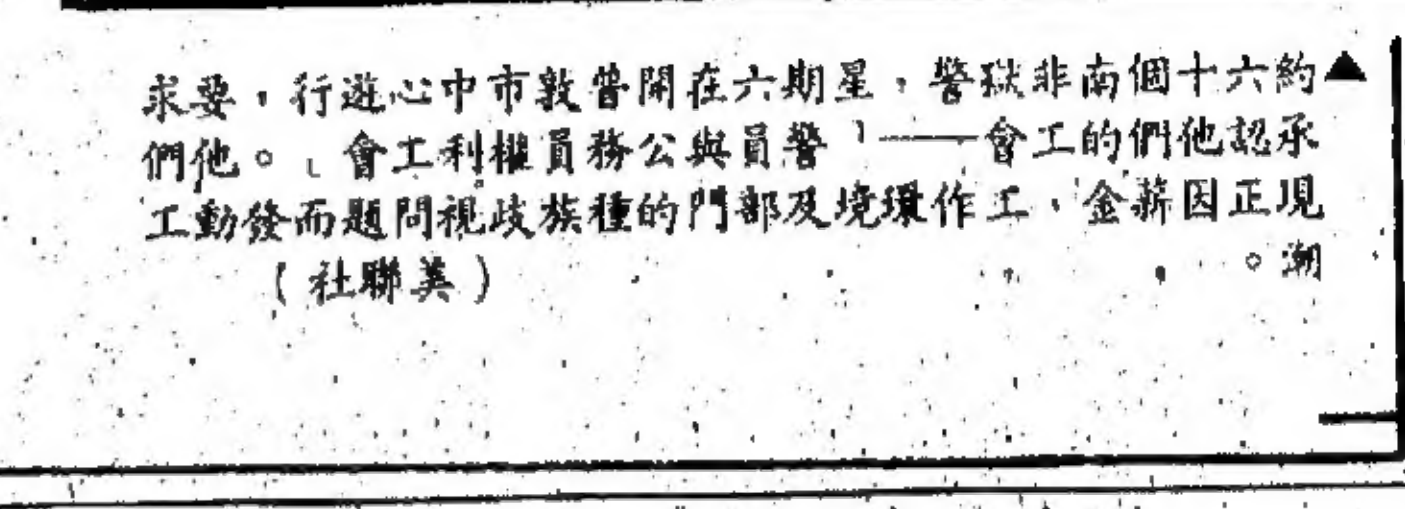 ▲約六十個南非獄警，星期六在開普敦市中心遊行，要求
承認他們的工會——「警員與公務員權利工會」。他們
現正因薪金、工作環境及部門的種族歧視問題而發動工
潮。
（美聯社）